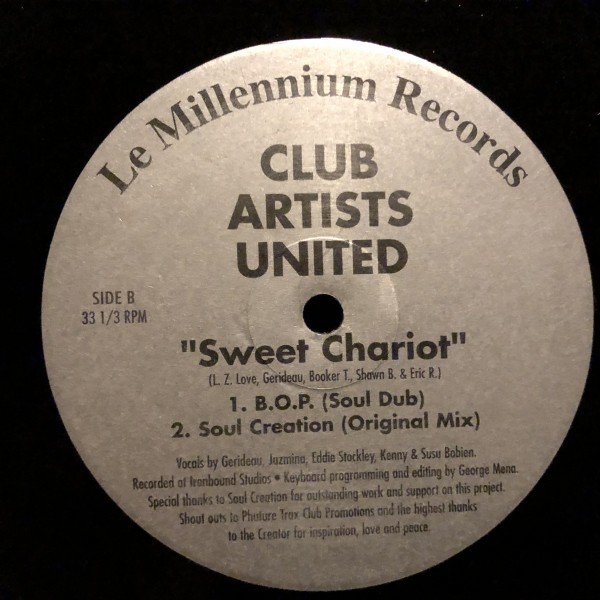 Le Millennium Records
CLUB
ARTISTS
UNITED
SIDE B
33 1/3 RPM
"Sweet Chariot"
(L. Z. Love, Gerideau, Booker T., Shawn B. & Eric R.)
1. B.O.P. (Soul Dub)
2. Soul Creation (Original Mix)
Vocals by Gerideau, Jazmina, Eddie Stockley, Kenny & Susu Bobien.
Recorded at Ironbound Studios • Keyboard programming and editing by George Mena.
Special thanks to Soul Creation for outstanding work and support on this project.
Shout outs to Phuture Trax Club Promotions and the highest thanks
to the Creator for inspiration, love and peace.